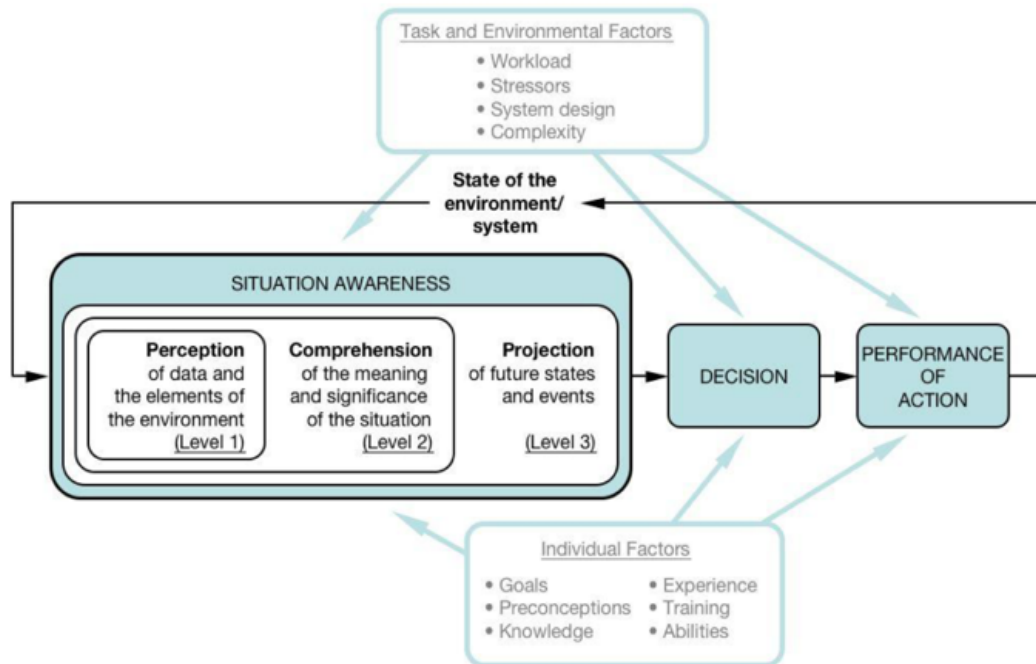 Task and Environmental Factors
• Workload
• Stressors
• System design
• Complexity
State of the
environment/
system
SITUATION AWARENESS
Perception
of data and
the elements of
the environment
(Level 1)
Comprehension
of the meaning
and significance
of the situation
(Level 2)
Projection
of future states
and events
(Level 3)
DECISION
PERFORMANCE
OF
ACTION
Individual Factors
• Goals
• Preconceptions
• Knowledge
• Experience
• Training
• Abilities